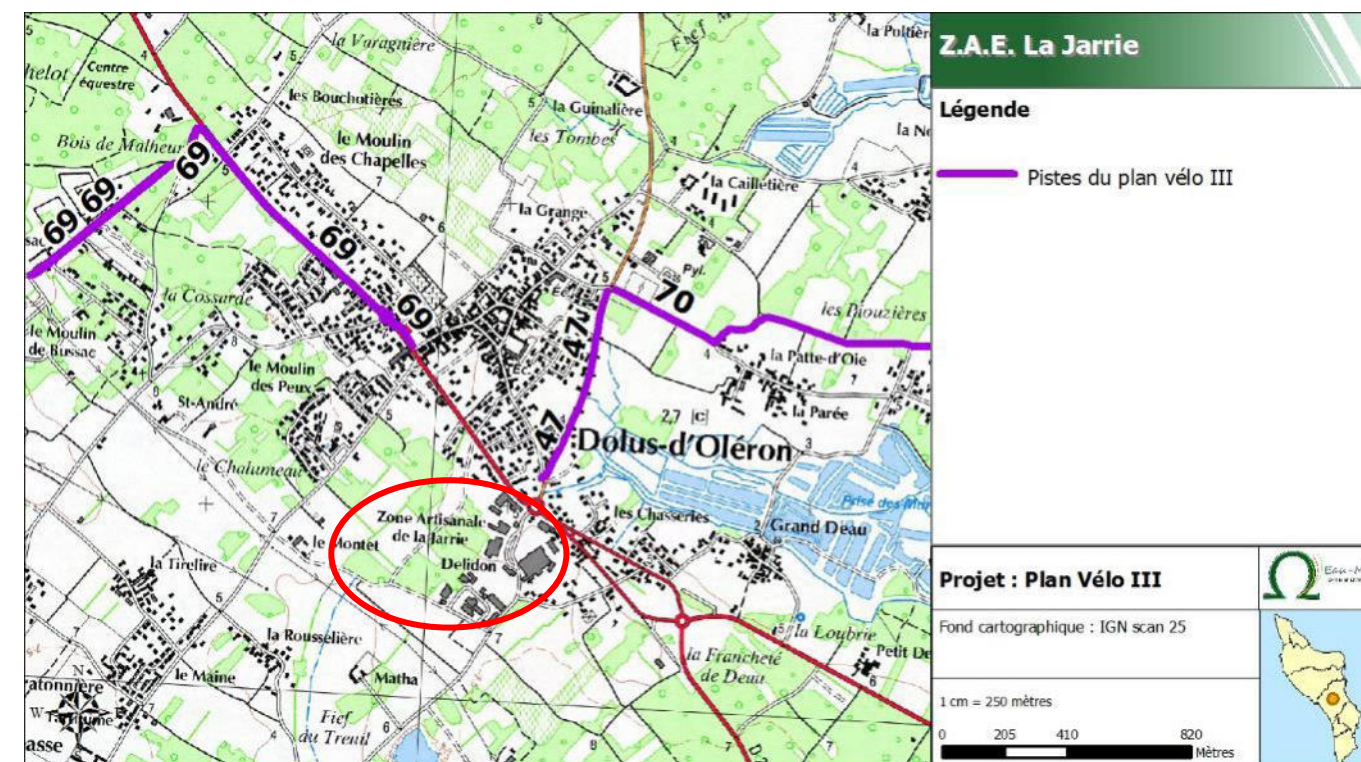 la Varagnière
Centre
équestre
les Bouchotières
la Guinalière
Bois de Malheur
le Moulin
des Chapelles
les Tombes
la Cailletière
69
69
69
la Grange
Pyl.
69
70
la Cossarde
69
47
les Diouzières
le Moulin
de Bussac
la Patte-d'Oie
le Moulin
des Peux
St-André
la Parée
2,7 [C]
47
Dolus-d'Oléron
le Chalumeau
Zone Artisanale
de la Jarrie
les Chasseries
Grand Deau
le Montet
Delidon
la Tirelire
la Rousselière
la Loubrie
Petit De
la Francheté
de Deau
le Maine
Matha
N
W
Fief
du Treuil
Z.A.E. La Jarrie
Légende
Pistes du plan vélo III
Projet : Plan Vélo III
Fond cartographique : IGN scan 25
1 cm = 250 mètres
0 205 410 820
Mètres